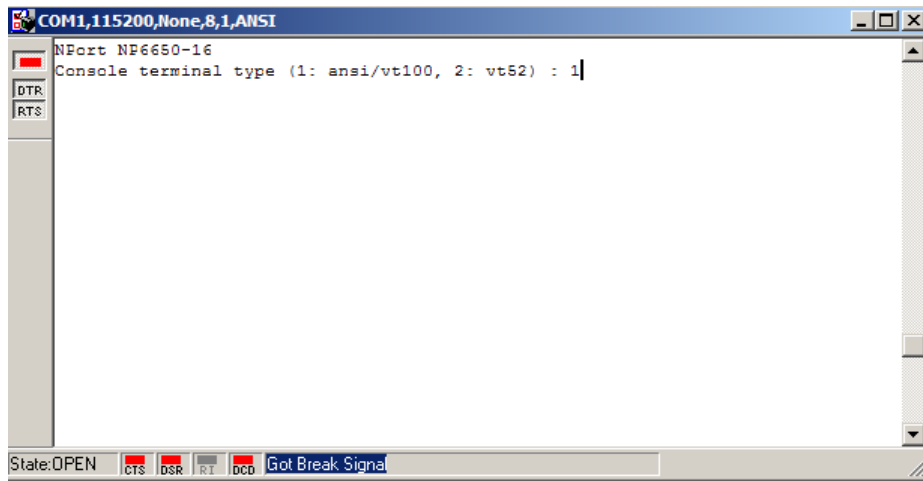 COM1,115200,None,8,1,ANSI
NPort NP6650-16
Console terminal type (1: ansi/vt100, 2: vt52) : 1
DTR
RTS
State:OPEN CTS DSR RI DCD Got Break Signal